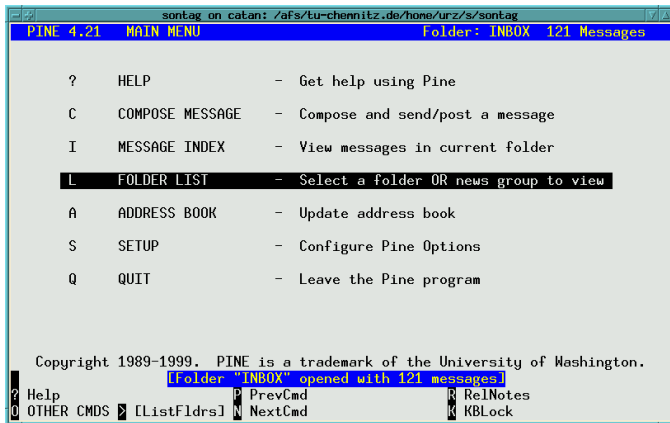 sontag on catan: /afs/tu-chemnitz.de/home/urz/s/sontag
PINE 4.21   MAIN MENU                          Folder: INBOX  121 Messages
?     HELP               -  Get help using Pine
C     COMPOSE MESSAGE    -  Compose and send/post a message
I     MESSAGE INDEX      -  View messages in current folder
L     FOLDER LIST        -  Select a folder OR news group to view
A     ADDRESS BOOK       -  Update address book
S     SETUP              -  Configure Pine Options
Q     QUIT               -  Leave the Pine program
Copyright 1989-1999.  PINE is a trademark of the University of Washington.
[Folder "INBOX" opened with 121 messages]
? Help                     P PrevCmd                 R RelNotes
O OTHER CMDS > [ListFldrs] N NextCmd                 K KBLock